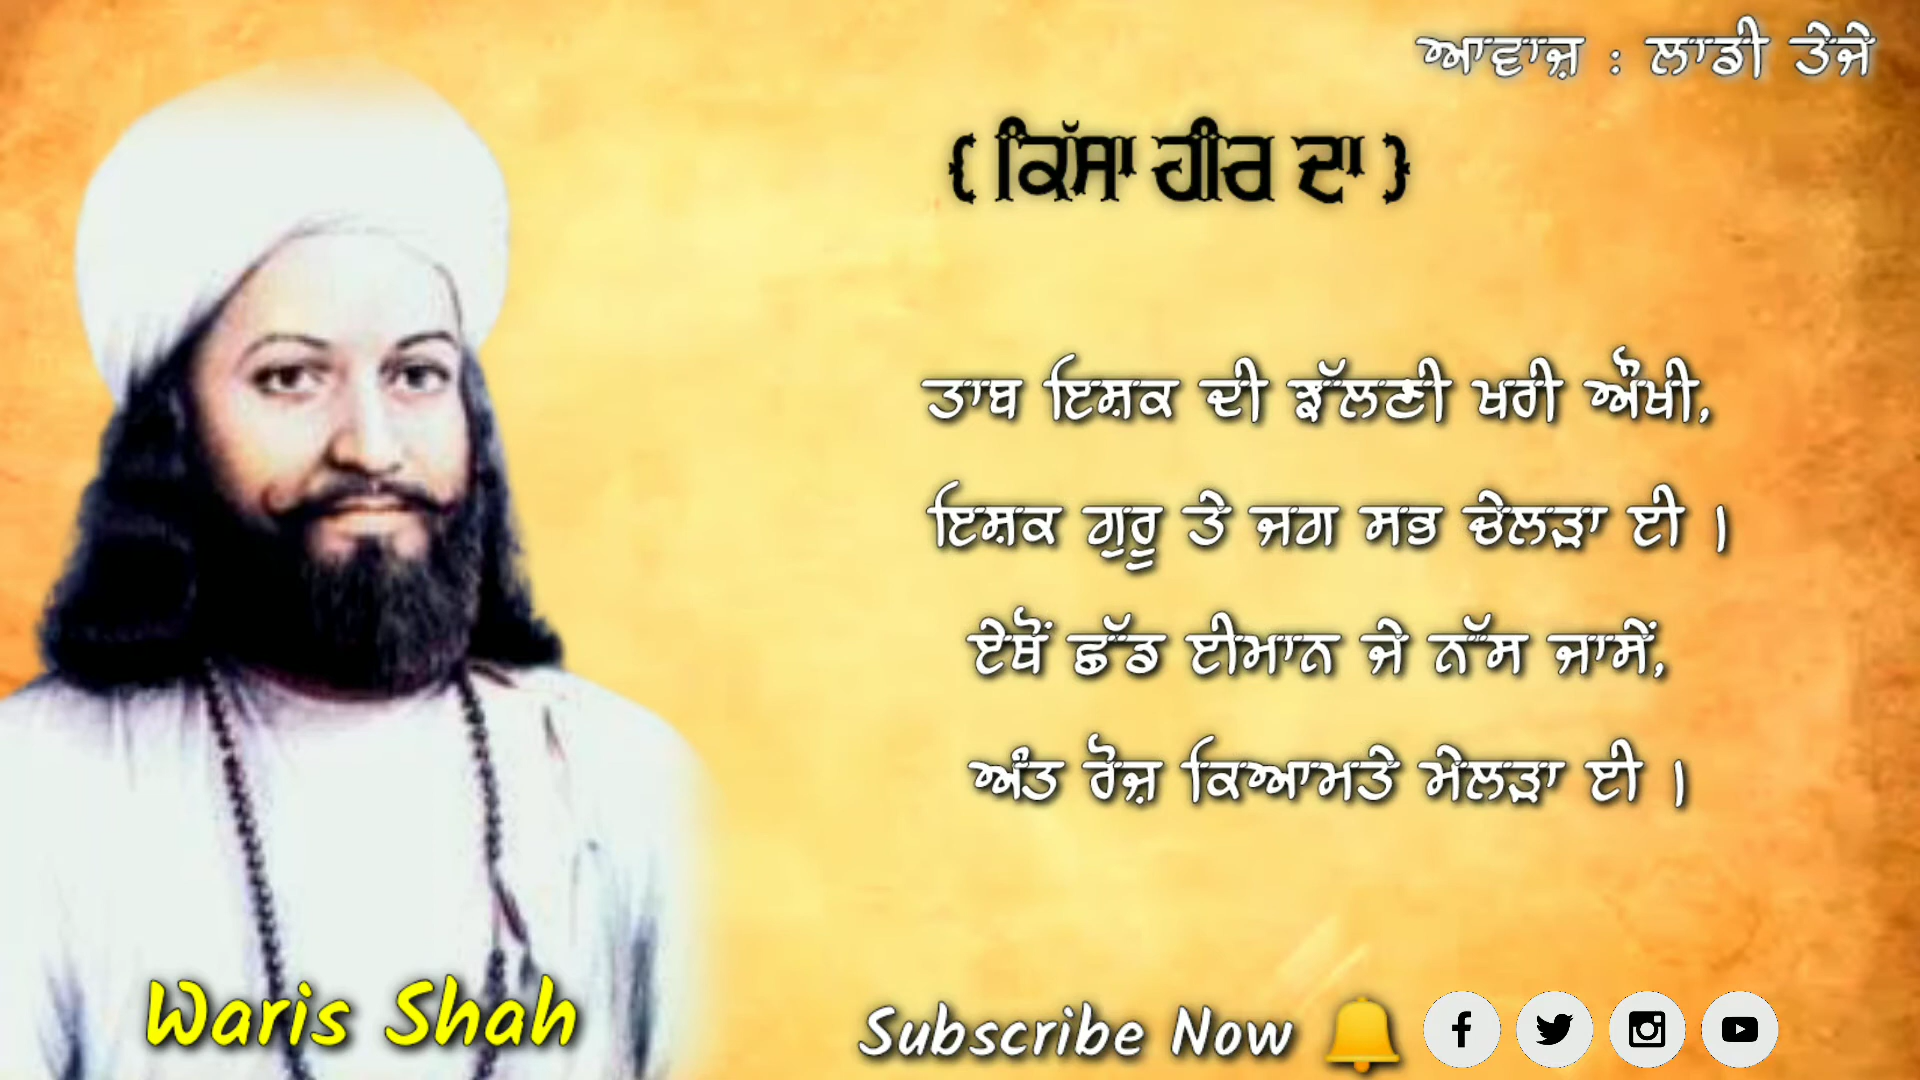 ਆਵਾਜ਼ : ਲਾਡੀ ਤੇਜੇ
{ ਕਿੱਸਾ ਹੀਰ ਦਾ }
ਤਾਬ ਇਸ਼ਕ ਦੀ ਝੱਲਣੀ ਖਰੀ ਔਖੀ,
ਇਸ਼ਕ ਗੁਰੂ ਤੇ ਜਗ ਸਭ ਚੇਲੜਾ ਈ ।
ਏਥੋਂ ਛੱਡ ਈਮਾਨ ਜੇ ਨੱਸ ਜਾਸੇਂ,
ਅੰਤ ਰੋਜ਼ ਕਿਆਮਤੇ ਮੇਲੜਾ ਈ ।
Waris Shah
Subscribe Now